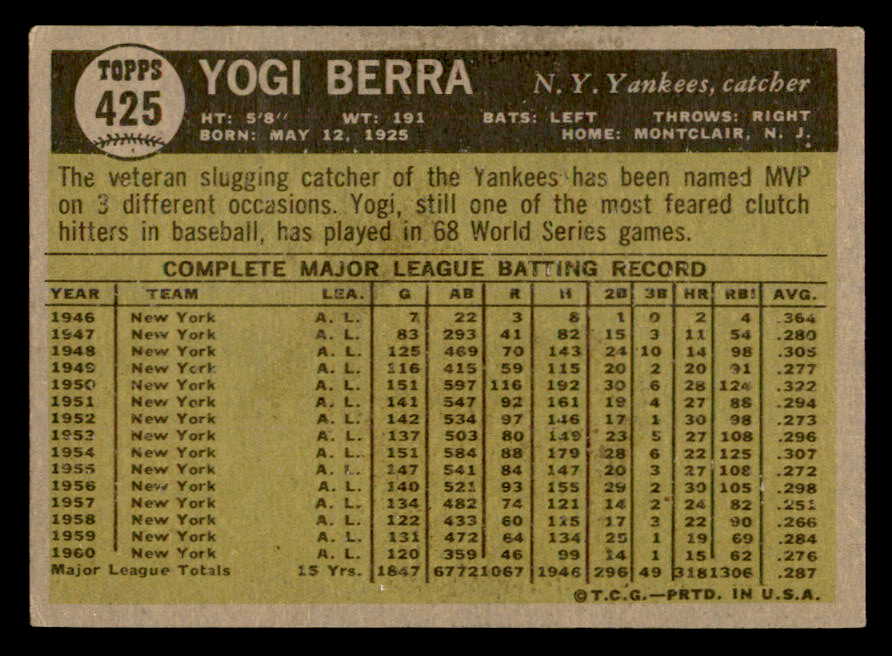 TOPPS
425
YOGI BERRA N. Y. Yankees, catcher
HT: 5'8" WT: 191 BATS: LEFT THROWS: RIGHT
BORN: MAY 12, 1925 HOME: MONTCLAIR, N. J.
The veteran slugging catcher of the Yankees has been named MVP
on 3 different occasions. Yogi, still one of the most feared clutch
hitters in baseball, has played in 68 World Series games.
COMPLETE MAJOR LEAGUE BATTING RECORD
YEAR TEAM LEA. G AB R H 2B 3B HR RBI AVG.
1946 New York A. L. 7 22 3 8 1 0 2 4 .364
1947 New York A. L. 83 293 41 82 15 3 11 54 .280
1948 New York A. L. 125 469 70 143 24 10 14 98 .305
1949 New York A. L. 116 415 59 115 20 2 20 91 .277
1950 New York A. L. 151 597 116 192 30 6 28 124 .322
1951 New York A. L. 141 547 92 161 19 4 27 88 .294
1952 New York A. L. 142 534 97 146 17 1 30 98 .273
1953 New York A. L. 137 503 80 149 23 5 27 108 .296
1954 New York A. L. 151 584 88 179 28 6 22 125 .307
1955 New York A. L. 147 541 84 147 20 3 27 108 .272
1956 New York A. L. 140 521 93 155 29 2 30 105 .298
1957 New York A. L. 134 482 74 121 14 2 24 82 .251
1958 New York A. L. 122 433 60 115 17 3 22 90 .266
1959 New York A. L. 131 472 64 134 25 1 19 69 .284
1960 New York A. L. 120 359 46 99 14 1 15 62 .276
Major League Totals 15 Yrs. 1847 6772 1067 1946 296 49 318 1306 .287
©T.C.G.—PRTD. IN U.S.A.